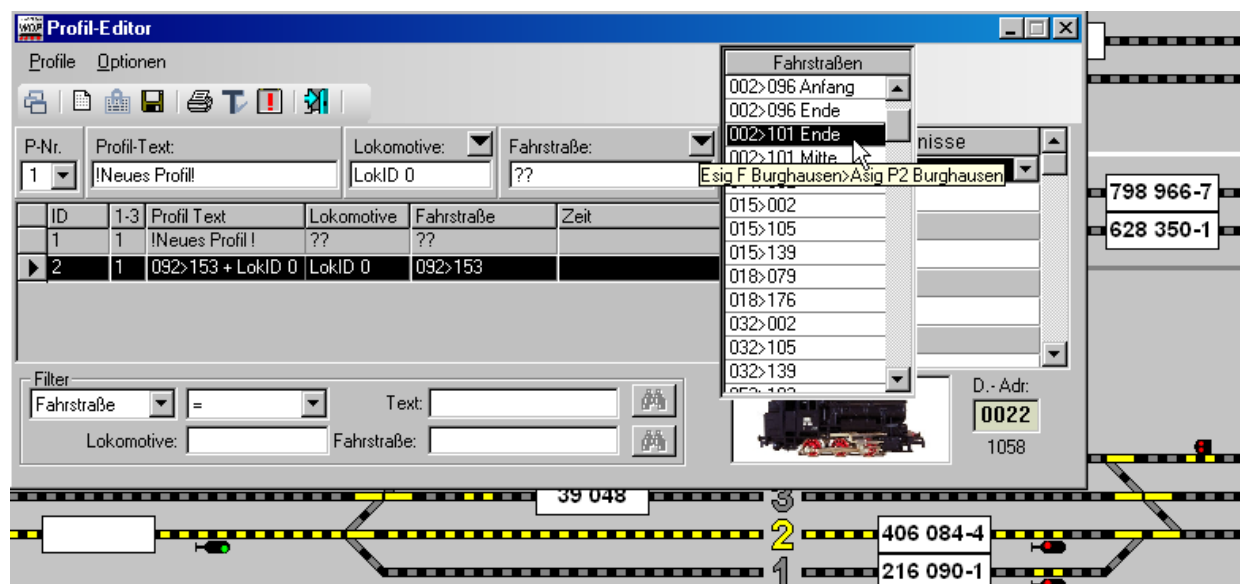 WDP Profil-Editor
Profile Optionen
Fahrstraßen
002>096 Anfang
002>096 Ende
002>101 Ende
002>101 Mitte
Esig F Burghausen>Asig P2 Burghausen
015>002
015>105
015>139
018>079
018>176
032>002
032>105
032>139
P-Nr. Profil-Text: Lokomotive: Fahrstraße: nisse
1 !Neues Profil! LokID 0 ??
ID 1-3 Profil Text Lokomotive Fahrstraße Zeit
1 1 !Neues Profil ! ?? ??
2 1 092>153 + LokID 0 LokID 0 092>153
Filter
Fahrstraße = Text:
Lokomotive: Fahrstraße:
D.- Adr:
0022
1058
798 966-7
628 350-1
39 048 3
2 406 084-4
1 216 090-1